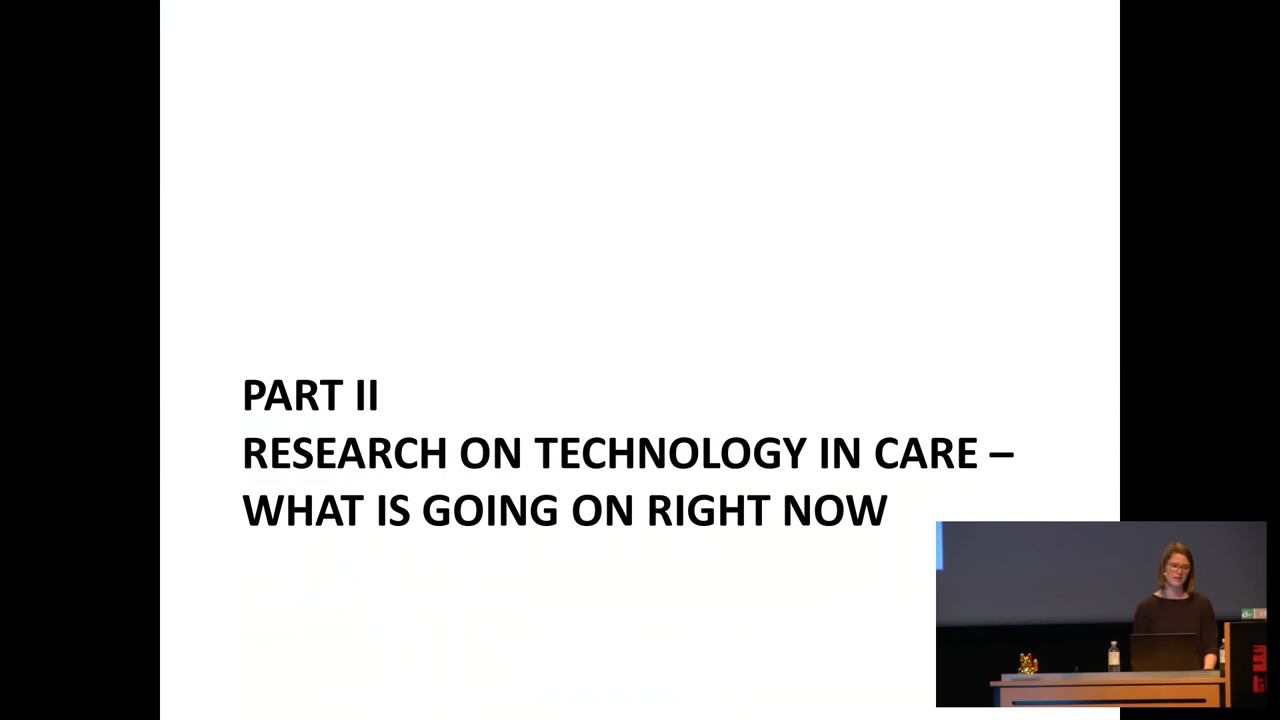 PART II
RESEARCH ON TECHNOLOGY IN CARE –
WHAT IS GOING ON RIGHT NOW